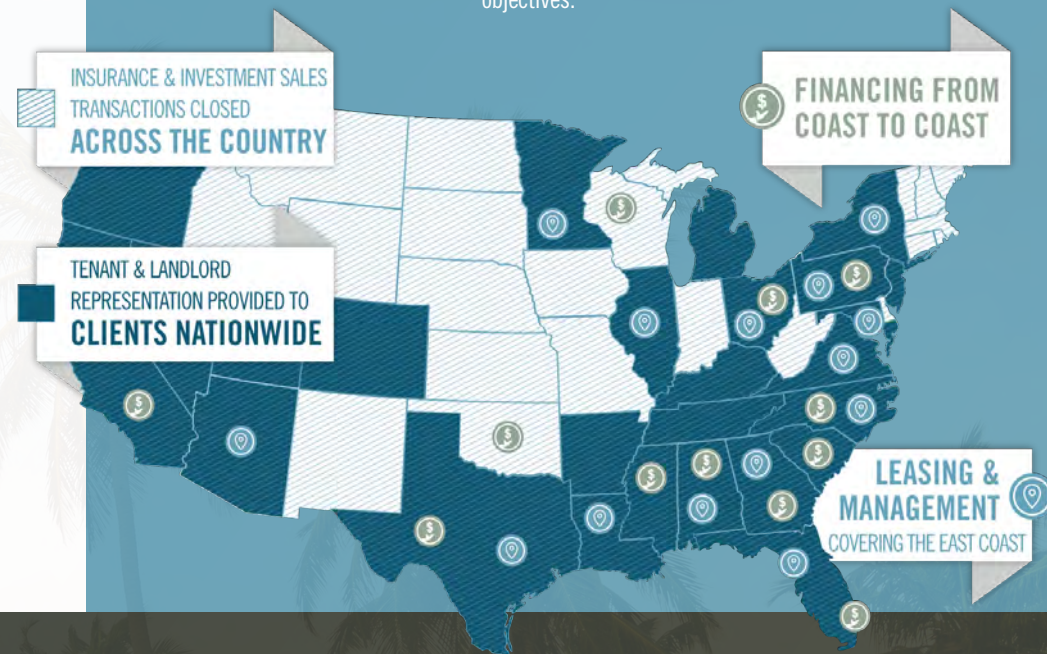 objectives.
INSURANCE & INVESTMENT SALES
TRANSACTIONS CLOSED
ACROSS THE COUNTRY
FINANCING FROM
COAST TO COAST
TENANT & LANDLORD
REPRESENTATION PROVIDED TO
CLIENTS NATIONWIDE
LEASING &
MANAGEMENT
COVERING THE EAST COAST